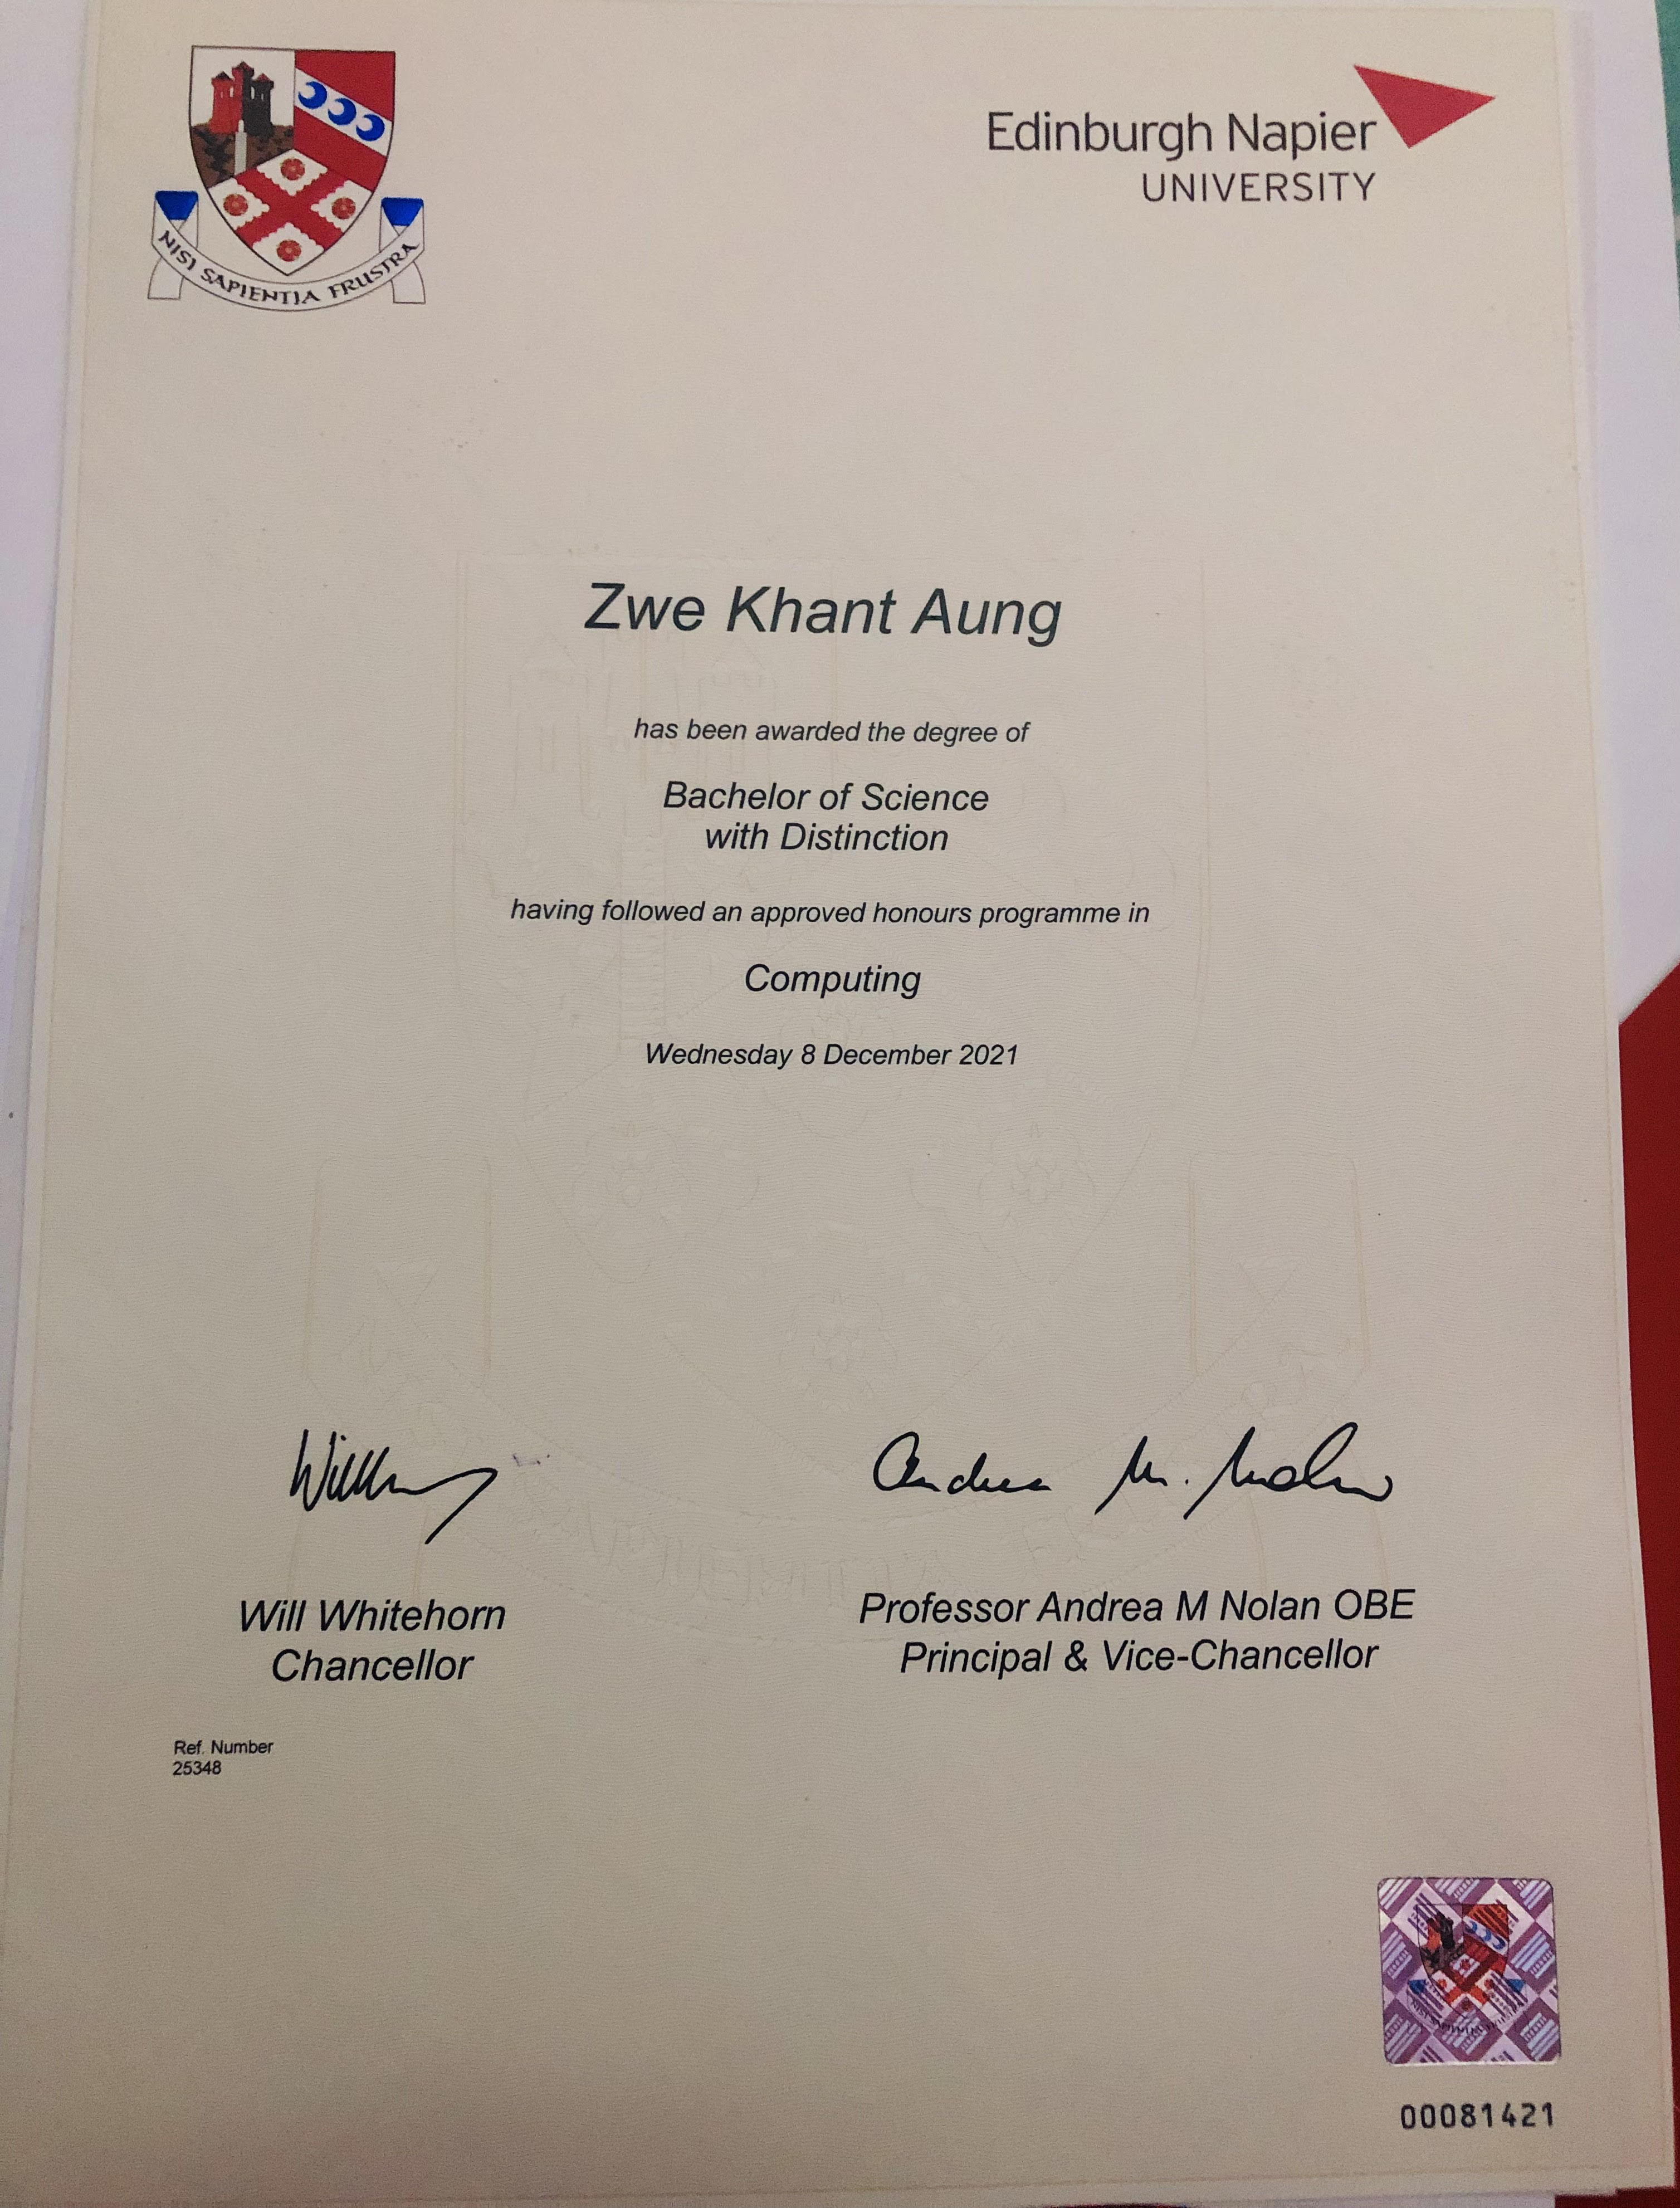 NISI SAPIENTIA FRUSTRA
Edinburgh Napier
UNIVERSITY
Zwe Khant Aung
has been awarded the degree of
Bachelor of Science
with Distinction
having followed an approved honours programme in
Computing
Wednesday 8 December 2021
Will Whitehorn
Chancellor
Andrea M. Nolan
Professor Andrea M Nolan OBE
Principal & Vice-Chancellor
Ref. Number
25348
00081421